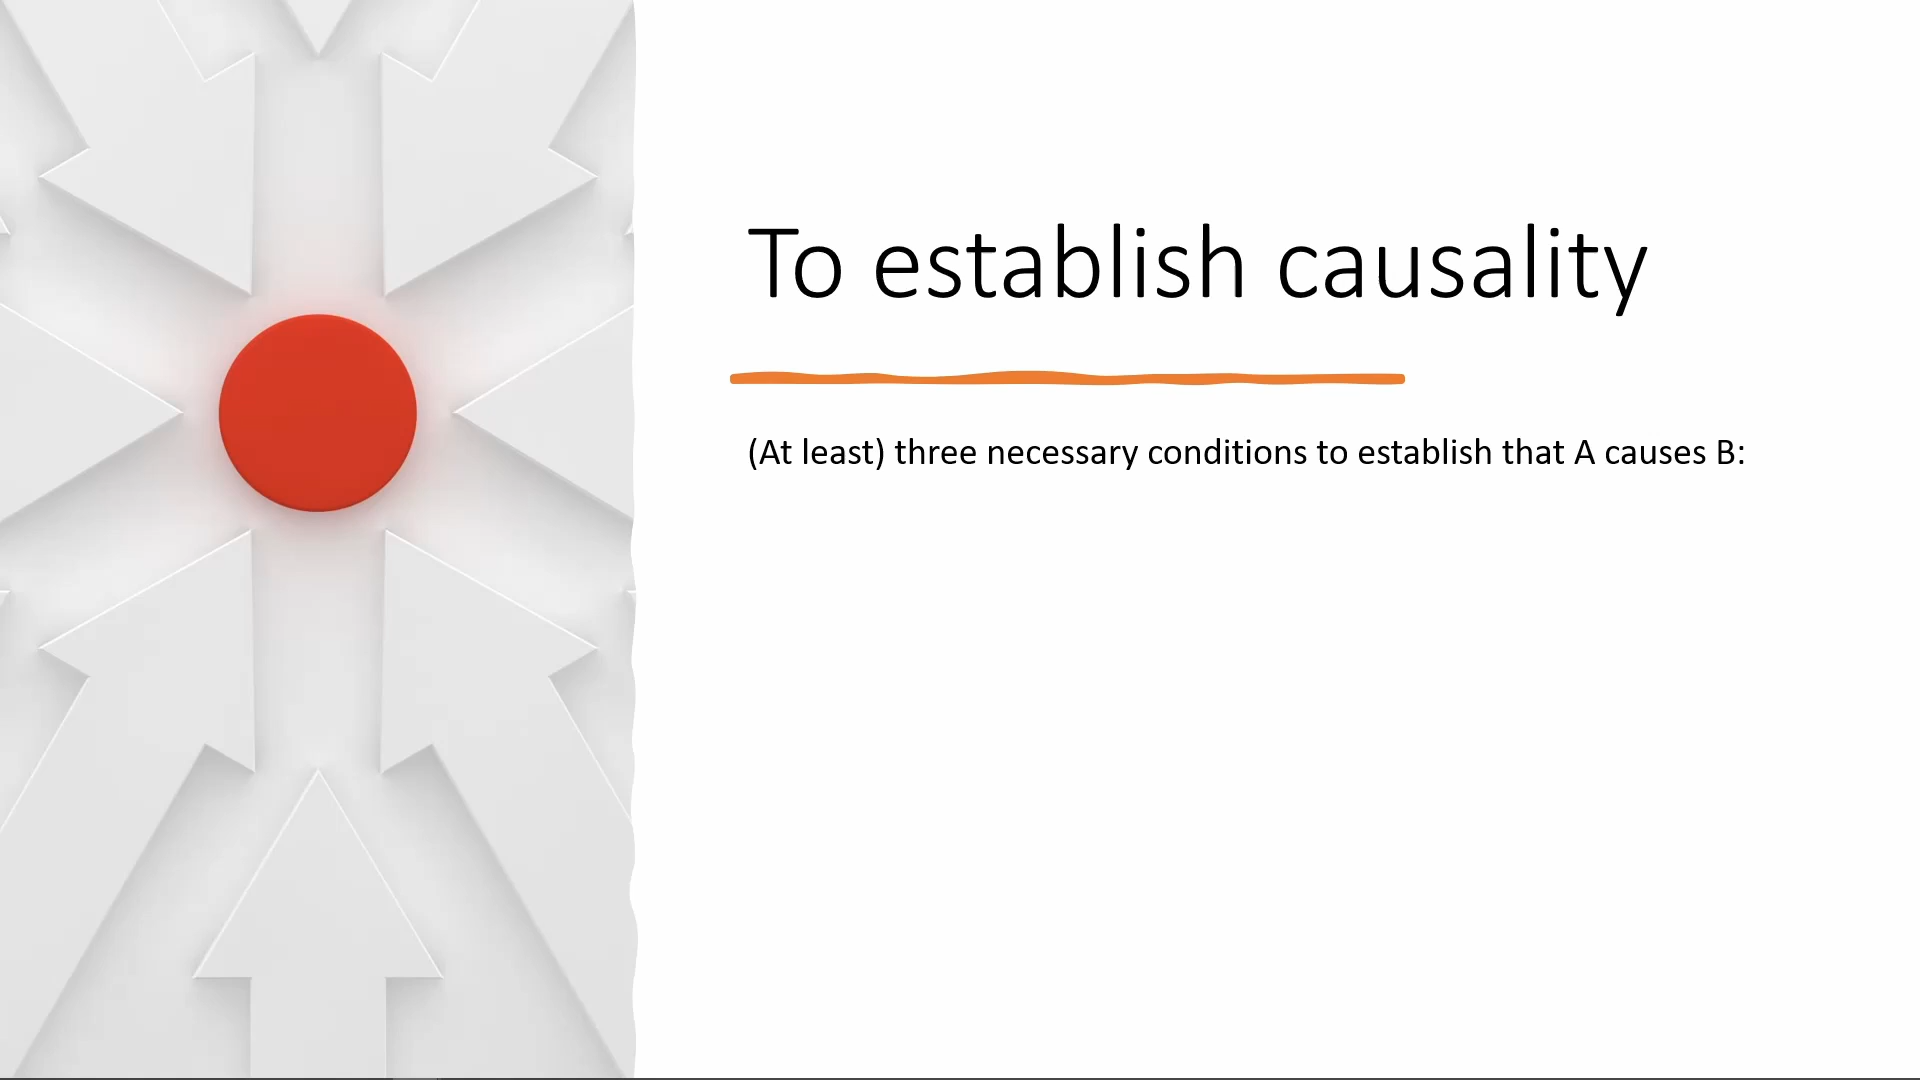 To establish causality
(At least) three necessary conditions to establish that A causes B: